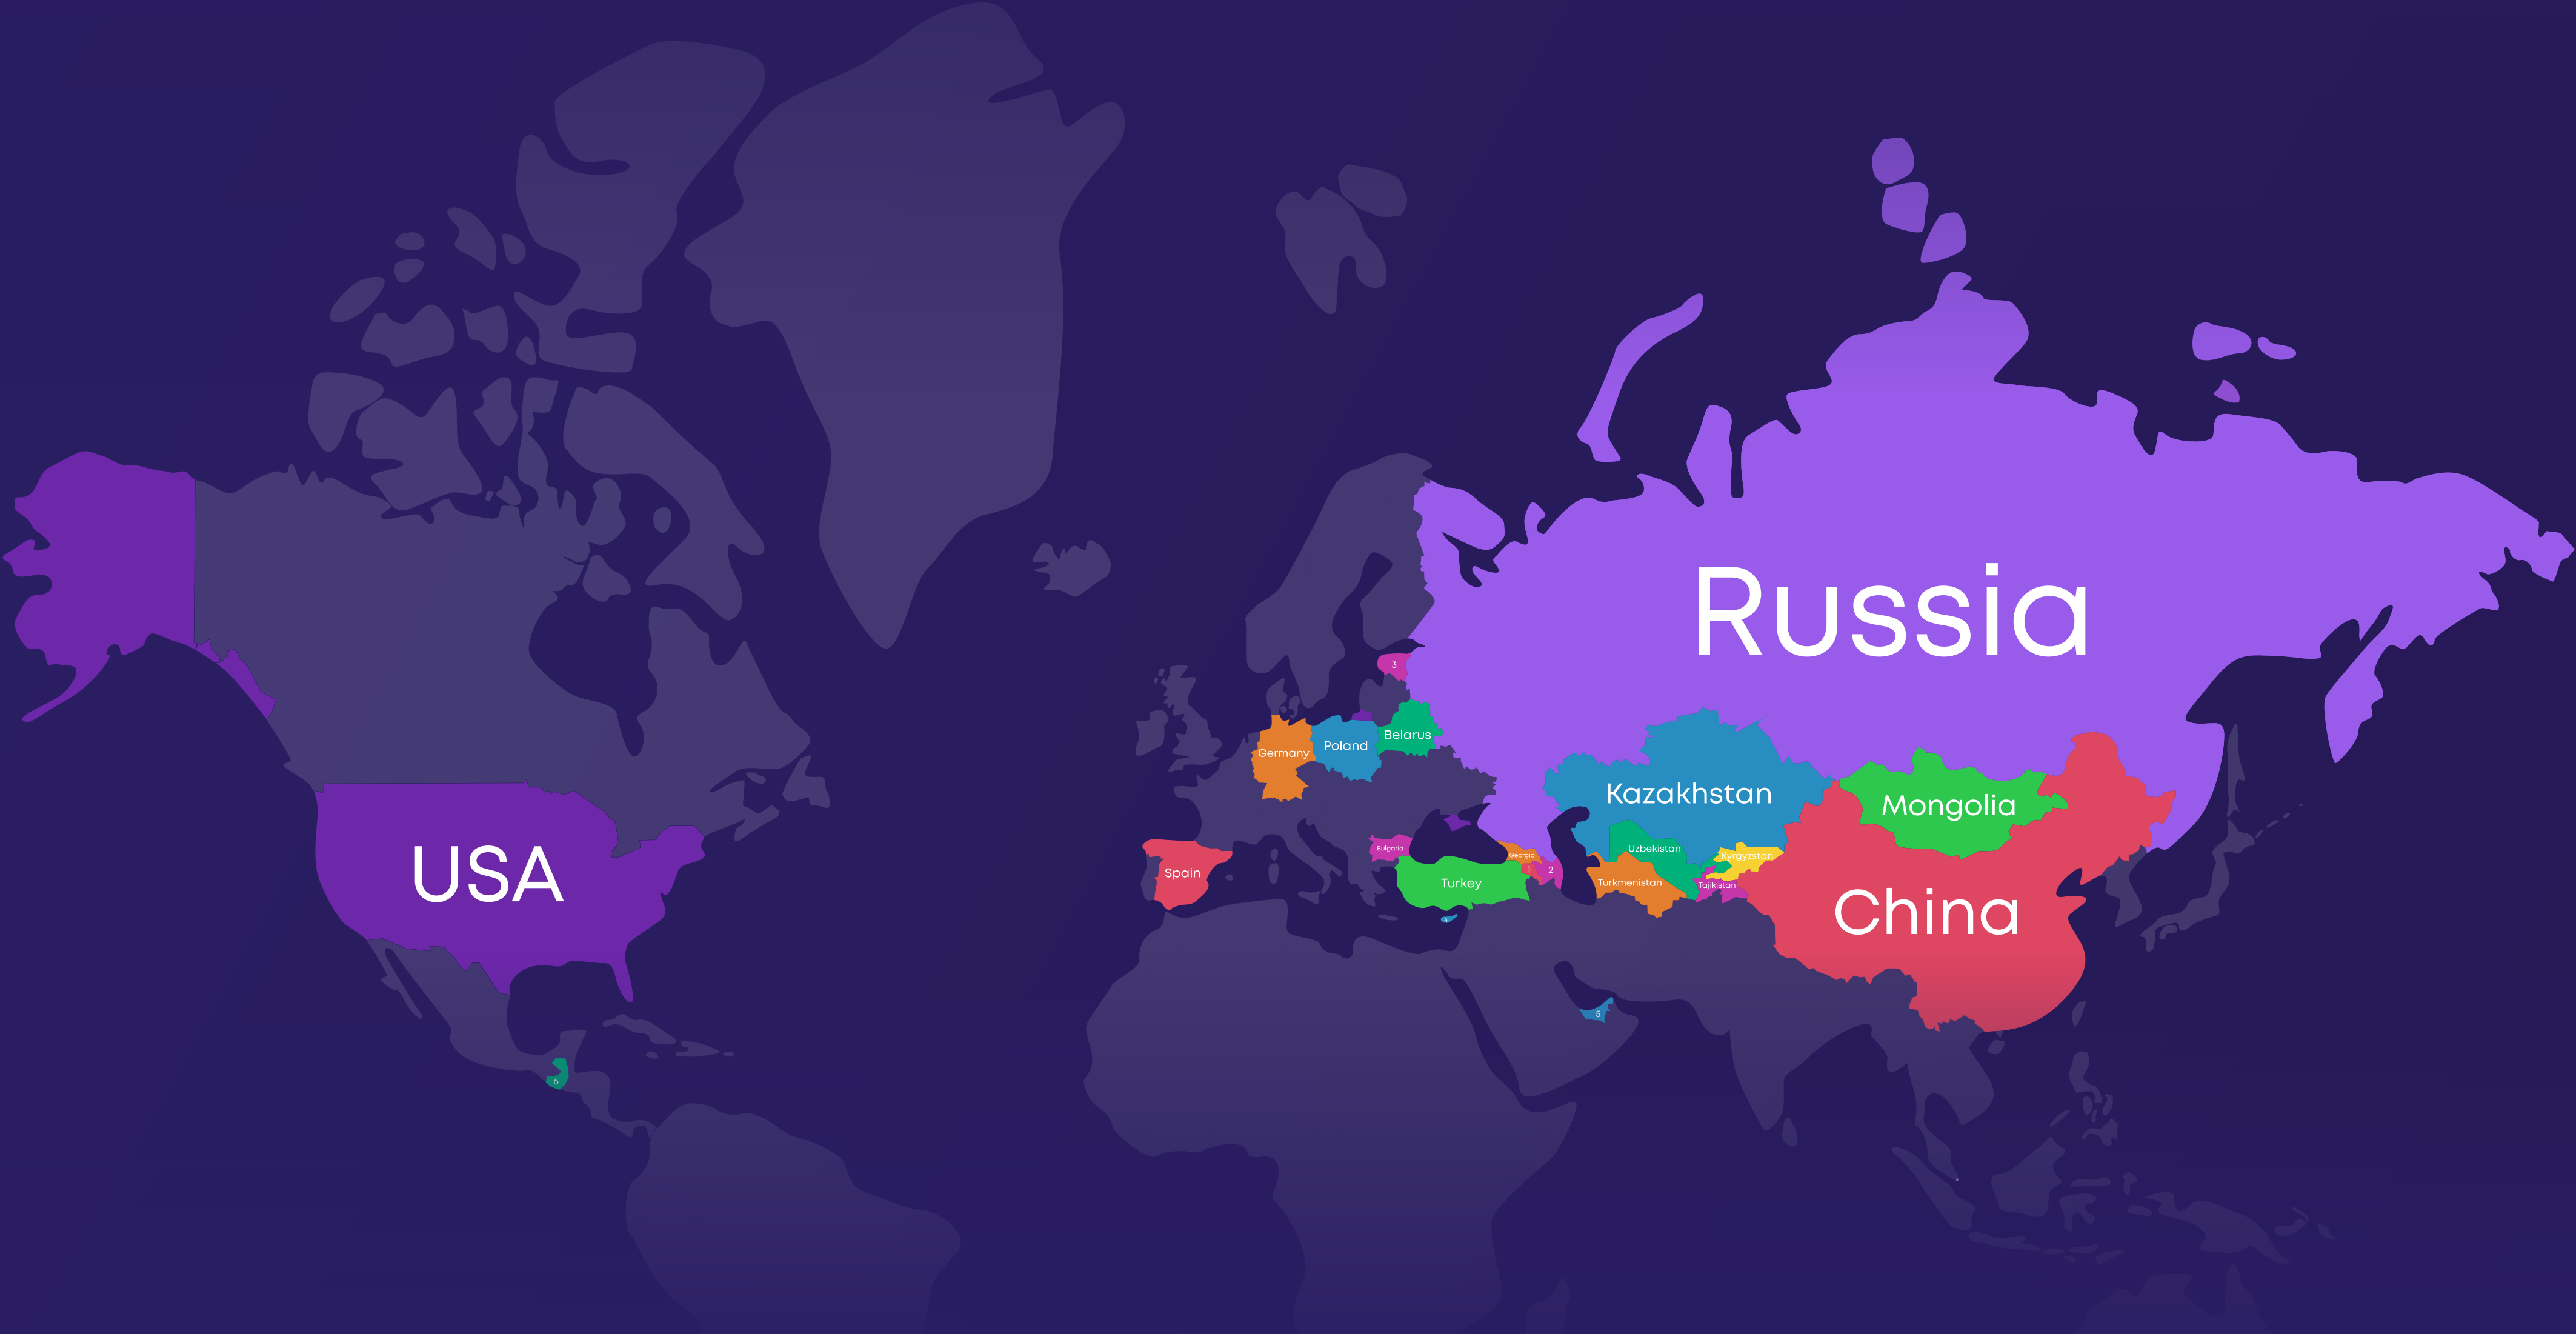 Russia
3
Belarus
Poland
Germany
Kazakhstan
Mongolia
USA
Bulgaria
Uzbekistan
Georgia
Kyrgyzstan
Spain
1
2
Turkey
Turkmenistan
Tajikistan
China
4
5
6